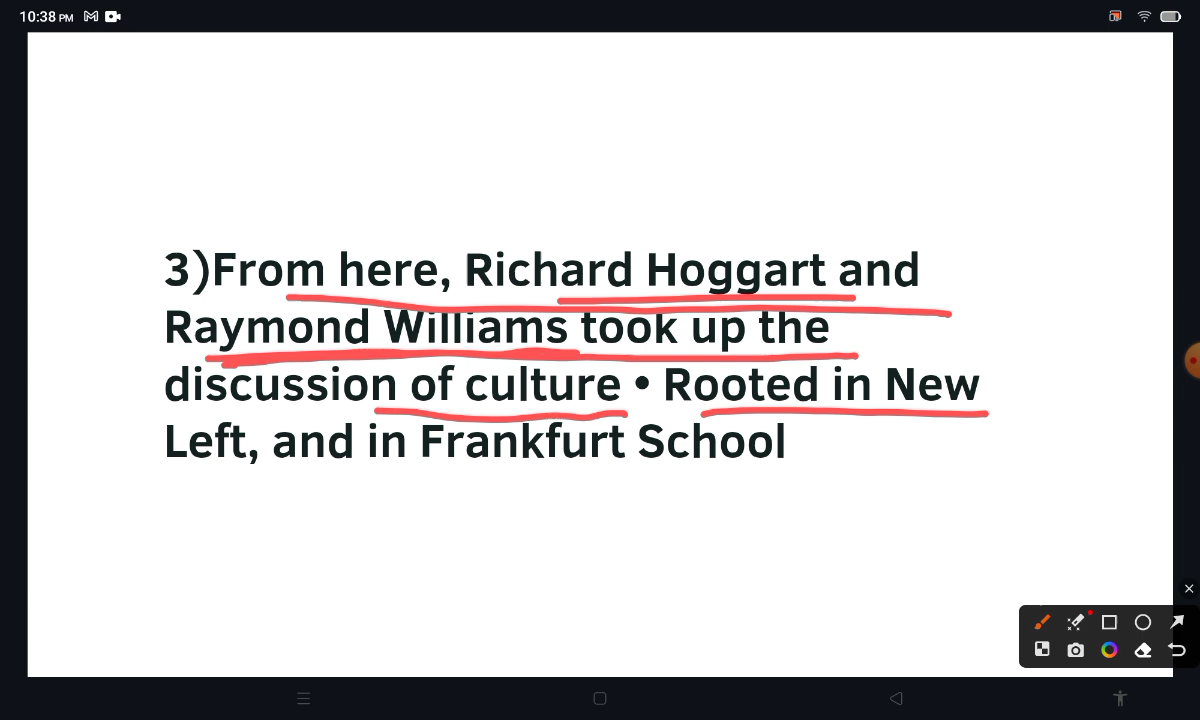 10:38 PM
3)From here, Richard Hoggart and
Raymond Williams took up the
discussion of culture • Rooted in New
Left, and in Frankfurt School